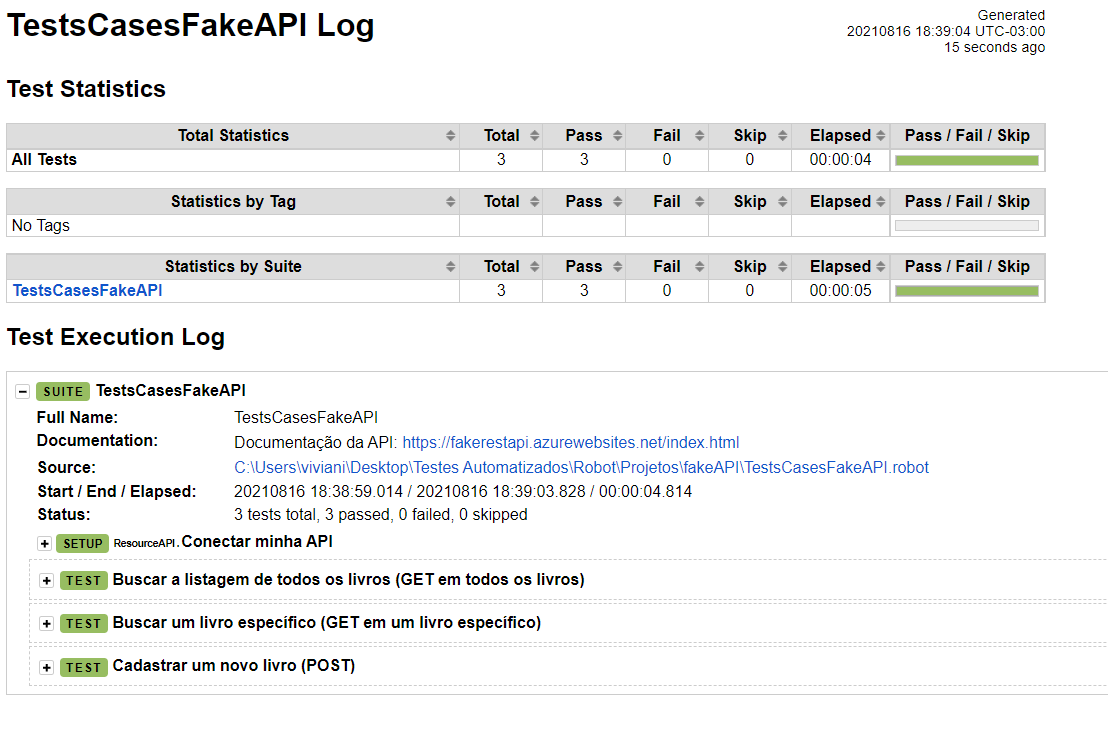 TestsCasesFakeAPI Log
Generated
20210816 18:39:04 UTC-03:00
15 seconds ago
Test Statistics
Total Statistics Total Pass Fail Skip Elapsed Pass / Fail / Skip
All Tests 3 3 0 0 00:00:04
Statistics by Tag Total Pass Fail Skip Elapsed Pass / Fail / Skip
No Tags
Statistics by Suite Total Pass Fail Skip Elapsed Pass / Fail / Skip
TestsCasesFakeAPI 3 3 0 0 00:00:05
Test Execution Log
SUITE TestsCasesFakeAPI
Full Name: TestsCasesFakeAPI
Documentation: Documentação da API: https://fakerestapi.azurewebsites.net/index.html
Source: C:\Users\viviani\Desktop\Testes Automatizados\Robot\Projetos\fakeAPI\TestsCasesFakeAPI.robot
Start / End / Elapsed: 20210816 18:38:59.014 / 20210816 18:39:03.828 / 00:00:04.814
Status: 3 tests total, 3 passed, 0 failed, 0 skipped
SETUP ResourceAPI.Conectar minha API
TEST Buscar a listagem de todos os livros (GET em todos os livros)
TEST Buscar um livro específico (GET em um livro específico)
TEST Cadastrar um novo livro (POST)